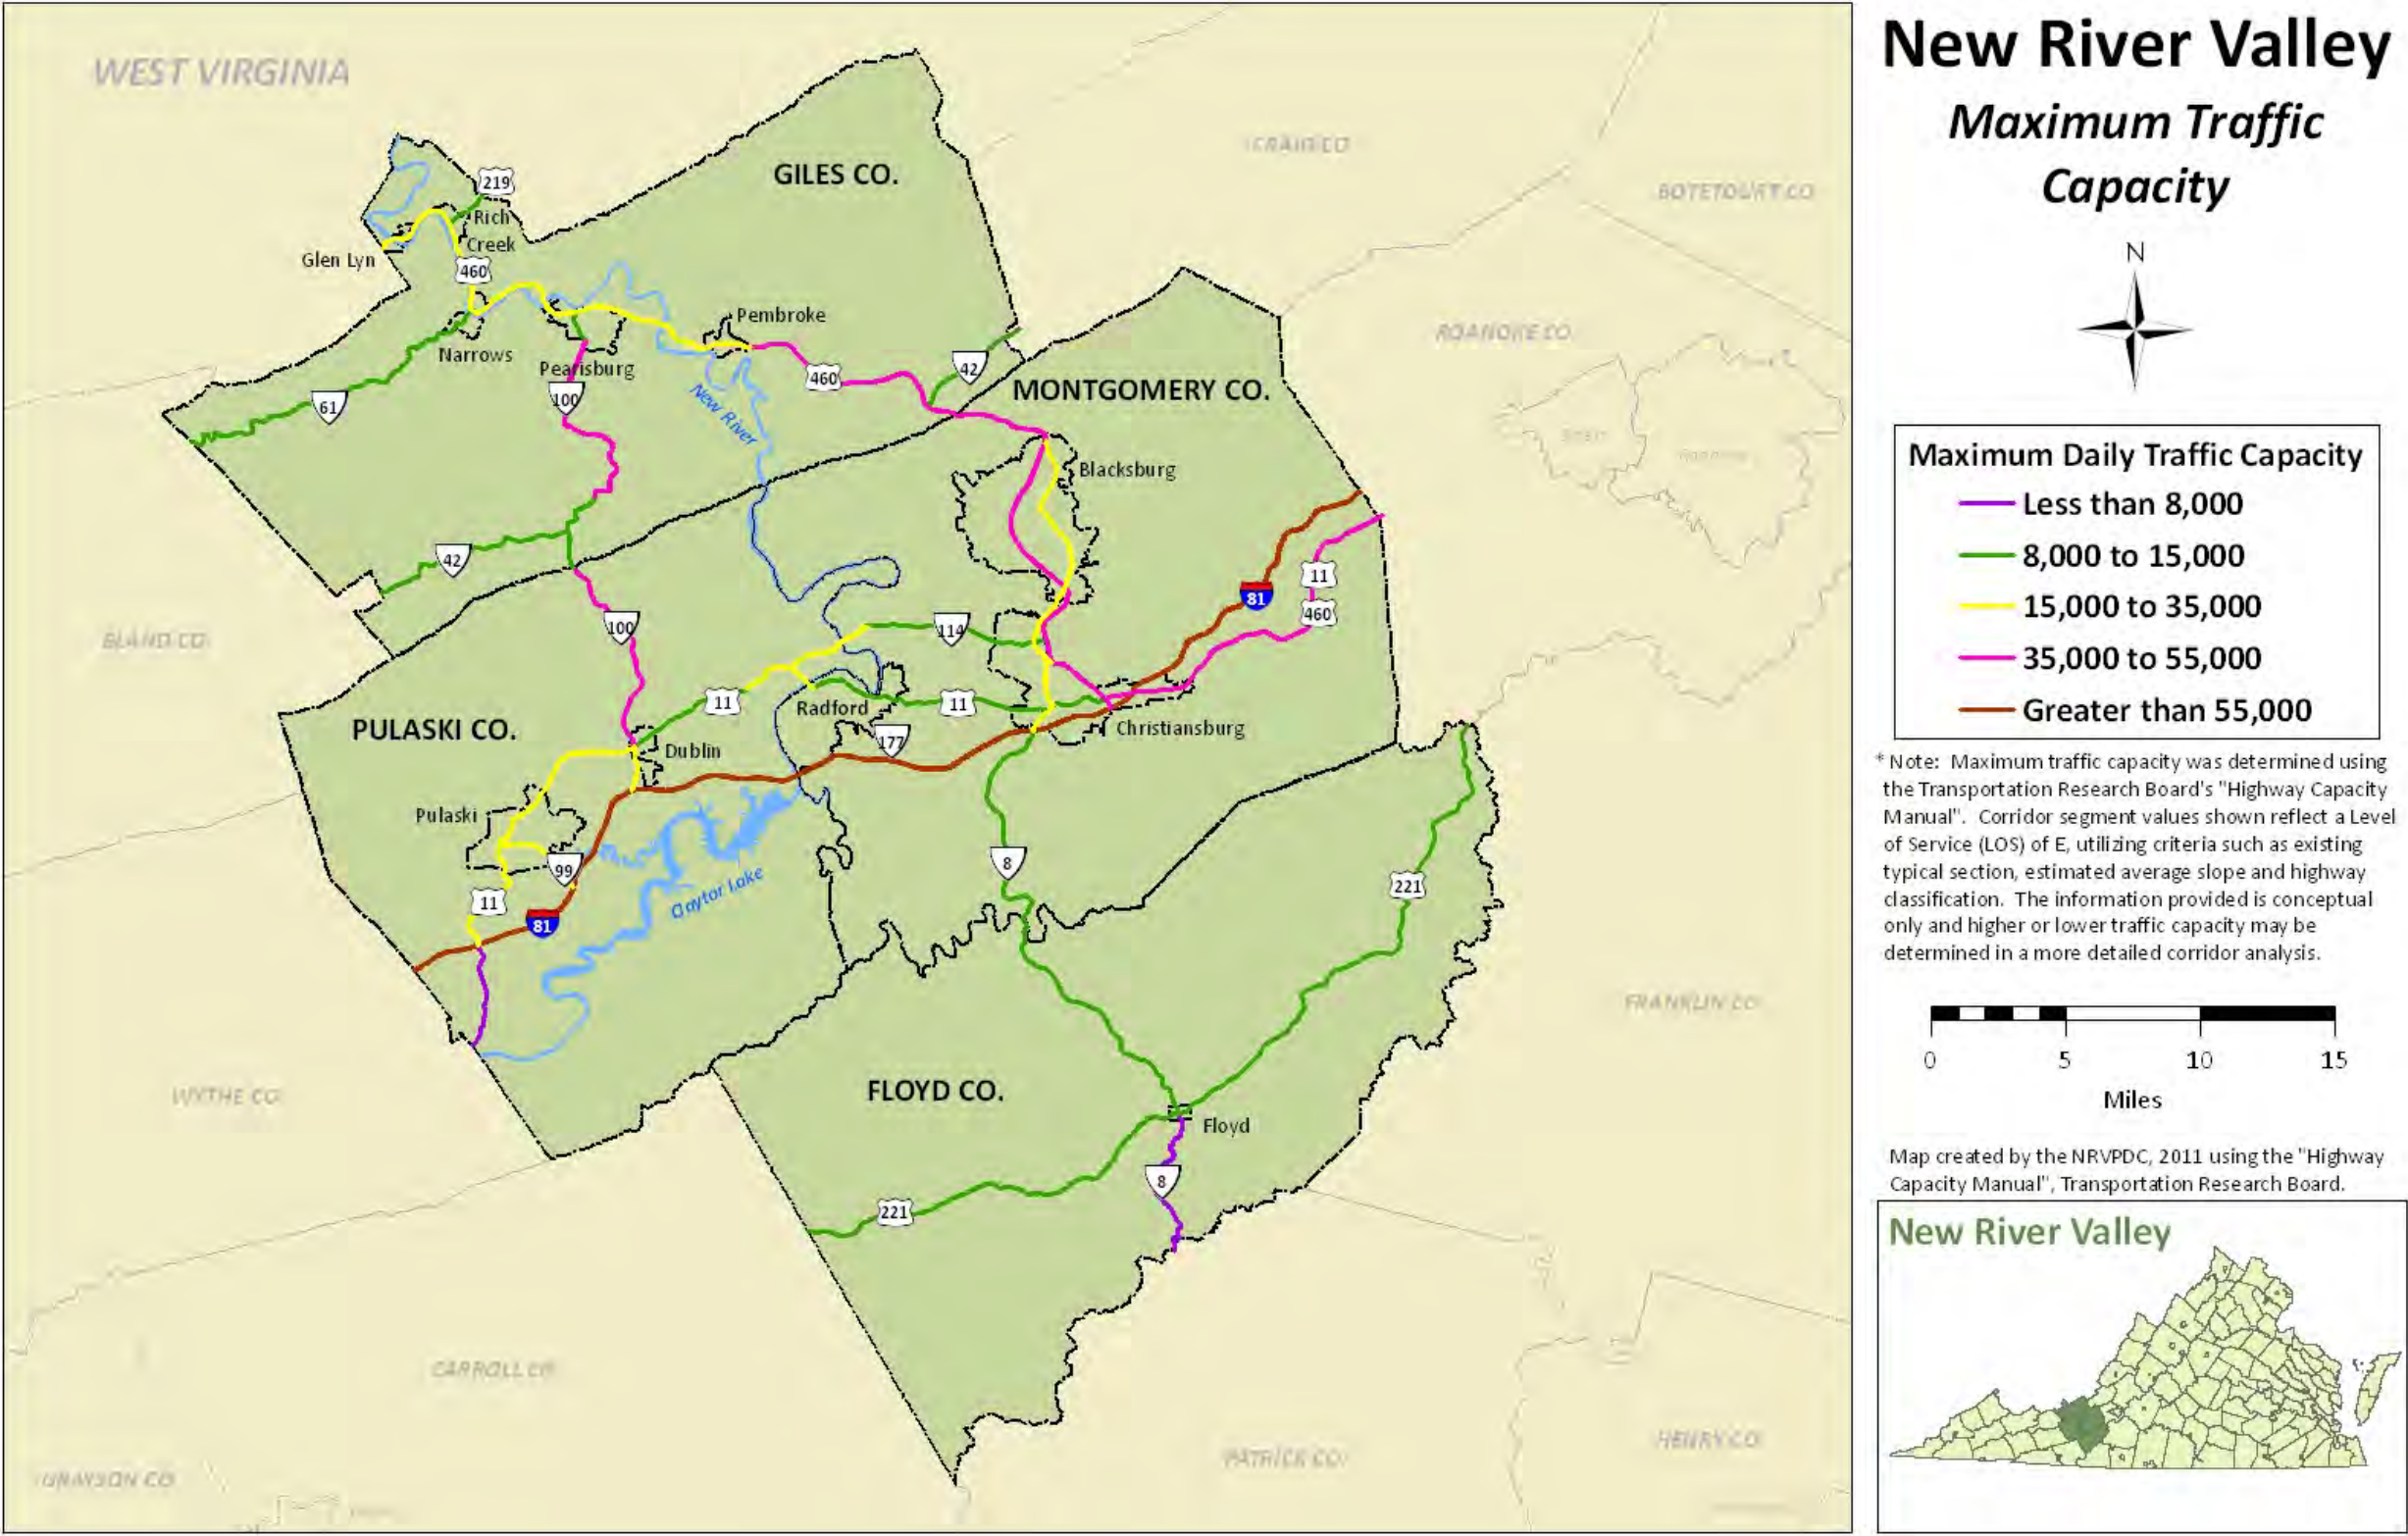 New River Valley
Maximum Traffic
Capacity
N
Maximum Daily Traffic Capacity
Less than 8,000
8,000 to 15,000
15,000 to 35,000
35,000 to 55,000
Greater than 55,000
* Note: Maximum traffic capacity was determined using
the Transportation Research Board's "Highway Capacity
Manual". Corridor segment values shown reflect a Level
of Service (LOS) of E, utilizing criteria such as existing
typical section, estimated average slope and highway
classification. The information provided is conceptual
only and higher or lower traffic capacity may be
determined in a more detailed corridor analysis.
0 5 10 15
Miles
Map created by the NRVPDC, 2011 using the "Highway
Capacity Manual", Transportation Research Board.
New River Valley
WEST VIRGINIA
CRAIG CO
BOTETOURT CO
GILES CO.
219
Rich
Creek
Glen Lyn
460
Pembroke
ROANOKE CO
Narrows
Pearisburg
460
42
MONTGOMERY CO.
100
61
New River
Blacksburg
42
11
81
460
100
114
BLAND CO.
11
Radford
11
PULASKI CO.
177
Christiansburg
Dublin
Pulaski
99
8
221
11
Claytor Lake
81
FRANKLIN CO
WYTHE CO.
FLOYD CO.
Floyd
8
221
CARROLL CO
PATRICK CO.
HENRY CO
GRAYSON CO